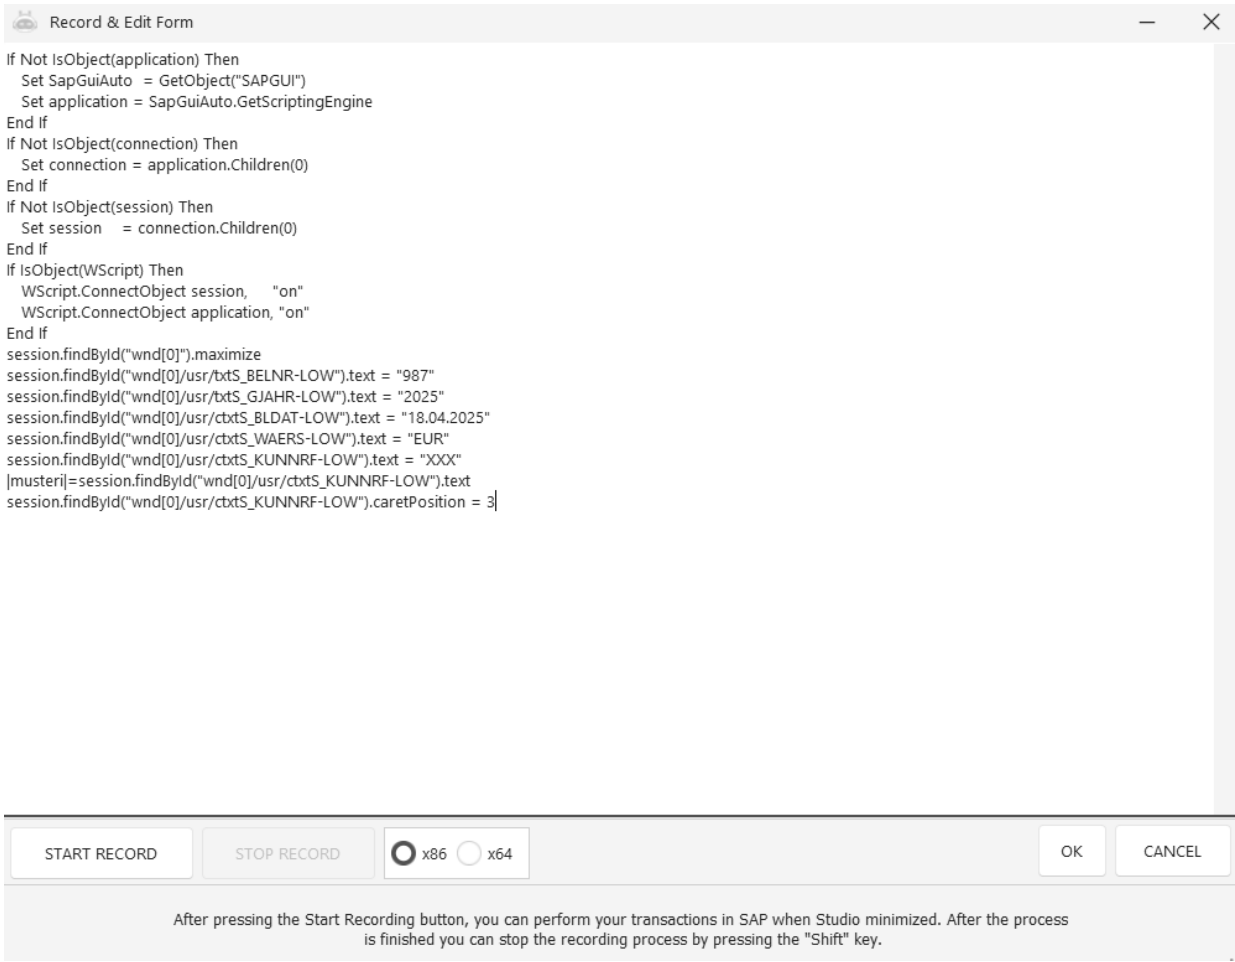 Record & Edit Form
If Not IsObject(application) Then
   Set SapGuiAuto  = GetObject("SAPGUI")
   Set application = SapGuiAuto.GetScriptingEngine
End If
If Not IsObject(connection) Then
   Set connection = application.Children(0)
End If
If Not IsObject(session) Then
   Set session    = connection.Children(0)
End If
If IsObject(WScript) Then
   WScript.ConnectObject session,     "on"
   WScript.ConnectObject application, "on"
End If
session.findById("wnd[0]").maximize
session.findById("wnd[0]/usr/txtS_BELNR-LOW").text = "987"
session.findById("wnd[0]/usr/txtS_GJAHR-LOW").text = "2025"
session.findById("wnd[0]/usr/ctxtS_BLDAT-LOW").text = "18.04.2025"
session.findById("wnd[0]/usr/ctxtS_WAERS-LOW").text = "EUR"
session.findById("wnd[0]/usr/ctxtS_KUNNRF-LOW").text = "XXX"
|musteri|=session.findById("wnd[0]/usr/ctxtS_KUNNRF-LOW").text
session.findById("wnd[0]/usr/ctxtS_KUNNRF-LOW").caretPosition = 3
START RECORD
STOP RECORD
x86
x64
OK
CANCEL
After pressing the Start Recording button, you can perform your transactions in SAP when Studio minimized. After the process
is finished you can stop the recording process by pressing the "Shift" key.